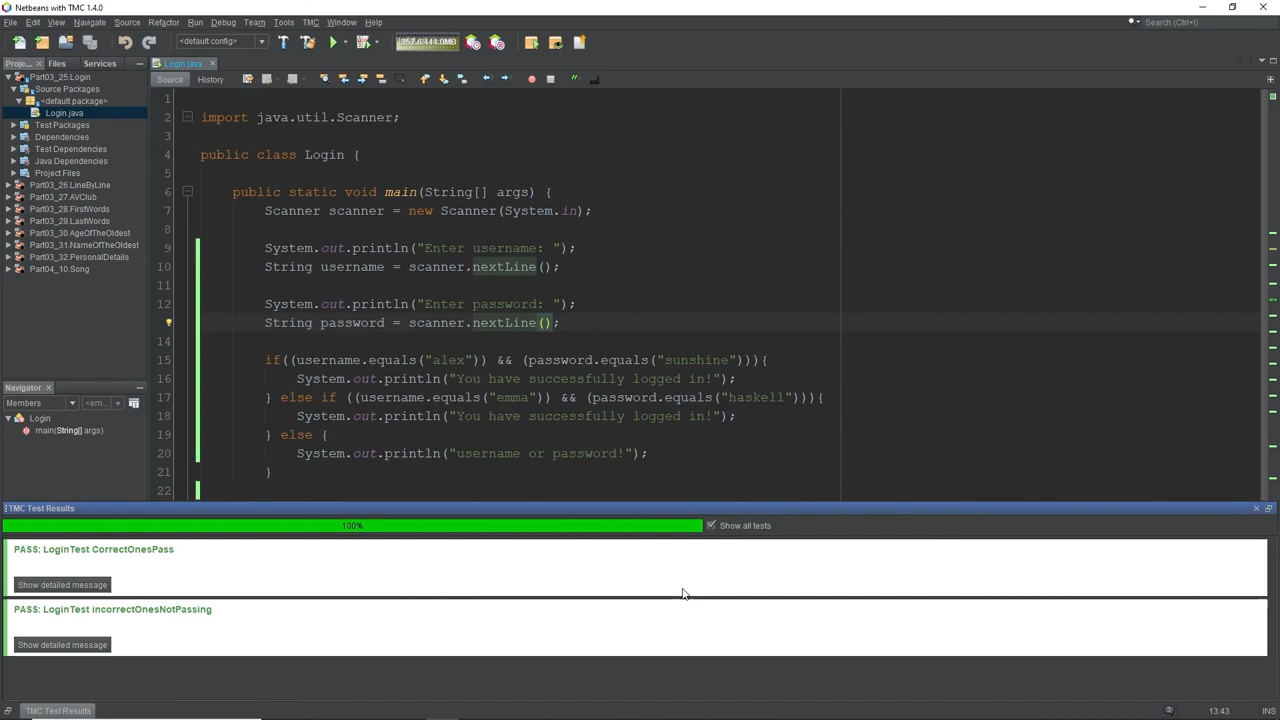 Netbeans with TMC 1.4.0
File Edit View Navigate Source Refactor Run Debug Team Tools TMC Window Help
Search (Ctrl+I)
<default config>
Proje... Files Services
Login.java
Source History
Part03_25.Login
Source Packages
<default package>
Login.java
Test Packages
Dependencies
Test Dependencies
Java Dependencies
Project Files
Part03_26.LineByLine
Part03_27.AVClub
Part03_28.FirstWords
Part03_29.LastWords
Part03_30.AgeOfTheOldest
Part03_31.NameOfTheOldest
Part03_32.PersonalDetails
Part04_10.Song
Navigator
Members <em...
Login
main(String[] args)
1
2 import java.util.Scanner;
3
4 public class Login {
5
6 public static void main(String[] args) {
7 Scanner scanner = new Scanner(System.in);
8
9 System.out.println("Enter username: ");
10 String username = scanner.nextLine();
11
12 System.out.println("Enter password: ");
String password = scanner.nextLine();
14
15 if((username.equals("alex")) && (password.equals("sunshine"))){
16 System.out.println("You have successfully logged in!");
17 } else if ((username.equals("emma")) && (password.equals("haskell"))){
18 System.out.println("You have successfully logged in!");
19 } else {
20 System.out.println("username or password!");
21 }
22
TMC Test Results
100%
Show all tests
PASS: LoginTest CorrectOnesPass
Show detailed message
PASS: LoginTest incorrectOnesNotPassing
Show detailed message
TMC Test Results
13:43 INS